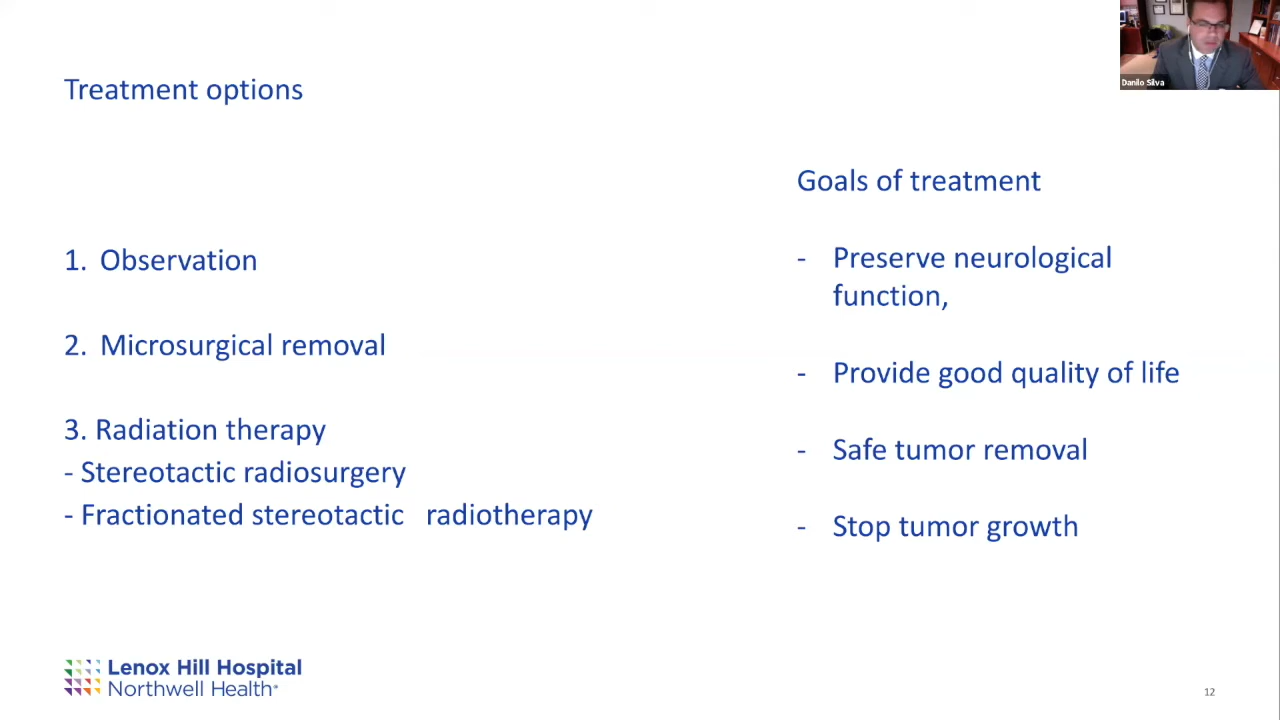 Danilo Silva
Treatment options
1. Observation
2. Microsurgical removal
3. Radiation therapy
- Stereotactic radiosurgery
- Fractionated stereotactic radiotherapy
Goals of treatment
- Preserve neurological
function,
- Provide good quality of life
- Safe tumor removal
- Stop tumor growth
Lenox Hill Hospital
Northwell Health
12